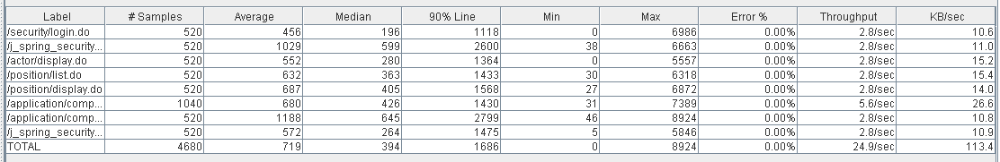 Label # Samples Average Median 90% Line Min Max Error % Throughput KB/sec
/security/login.do 520 456 196 1118 0 6986 0.00% 2.8/sec 10.6
/j_spring_security... 520 1029 599 2600 38 6663 0.00% 2.8/sec 11.0
/actor/display.do 520 552 280 1364 0 5557 0.00% 2.8/sec 15.2
/position/list.do 520 632 363 1433 30 6318 0.00% 2.8/sec 15.4
/position/display.do 520 687 405 1568 27 6872 0.00% 2.8/sec 14.0
/application/comp... 1040 680 426 1430 31 7389 0.00% 5.6/sec 26.6
/application/comp... 520 1188 645 2799 46 8924 0.00% 2.8/sec 10.8
/j_spring_security... 520 572 264 1475 5 5846 0.00% 2.8/sec 10.9
TOTAL 4680 719 394 1686 0 8924 0.00% 24.9/sec 113.4